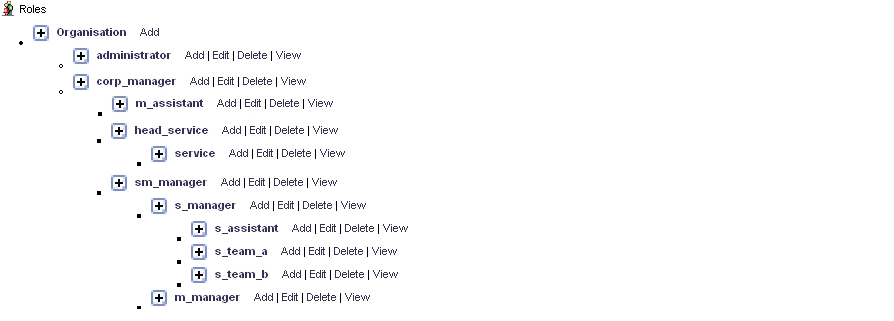 Roles
Organisation Add
administrator Add | Edit | Delete | View
corp_manager Add | Edit | Delete | View
m_assistant Add | Edit | Delete | View
head_service Add | Edit | Delete | View
service Add | Edit | Delete | View
sm_manager Add | Edit | Delete | View
s_manager Add | Edit | Delete | View
s_assistant Add | Edit | Delete | View
s_team_a Add | Edit | Delete | View
s_team_b Add | Edit | Delete | View
m_manager Add | Edit | Delete | View